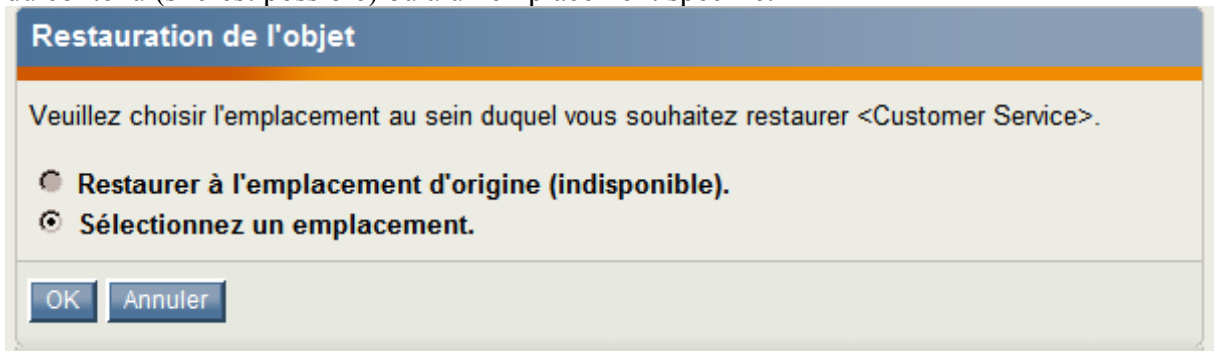 Restauration de l'objet
Veuillez choisir l'emplacement au sein duquel vous souhaitez restaurer <Customer Service>.
Restaurer à l'emplacement d'origine (indisponible).
Sélectionnez un emplacement.
OK Annuler